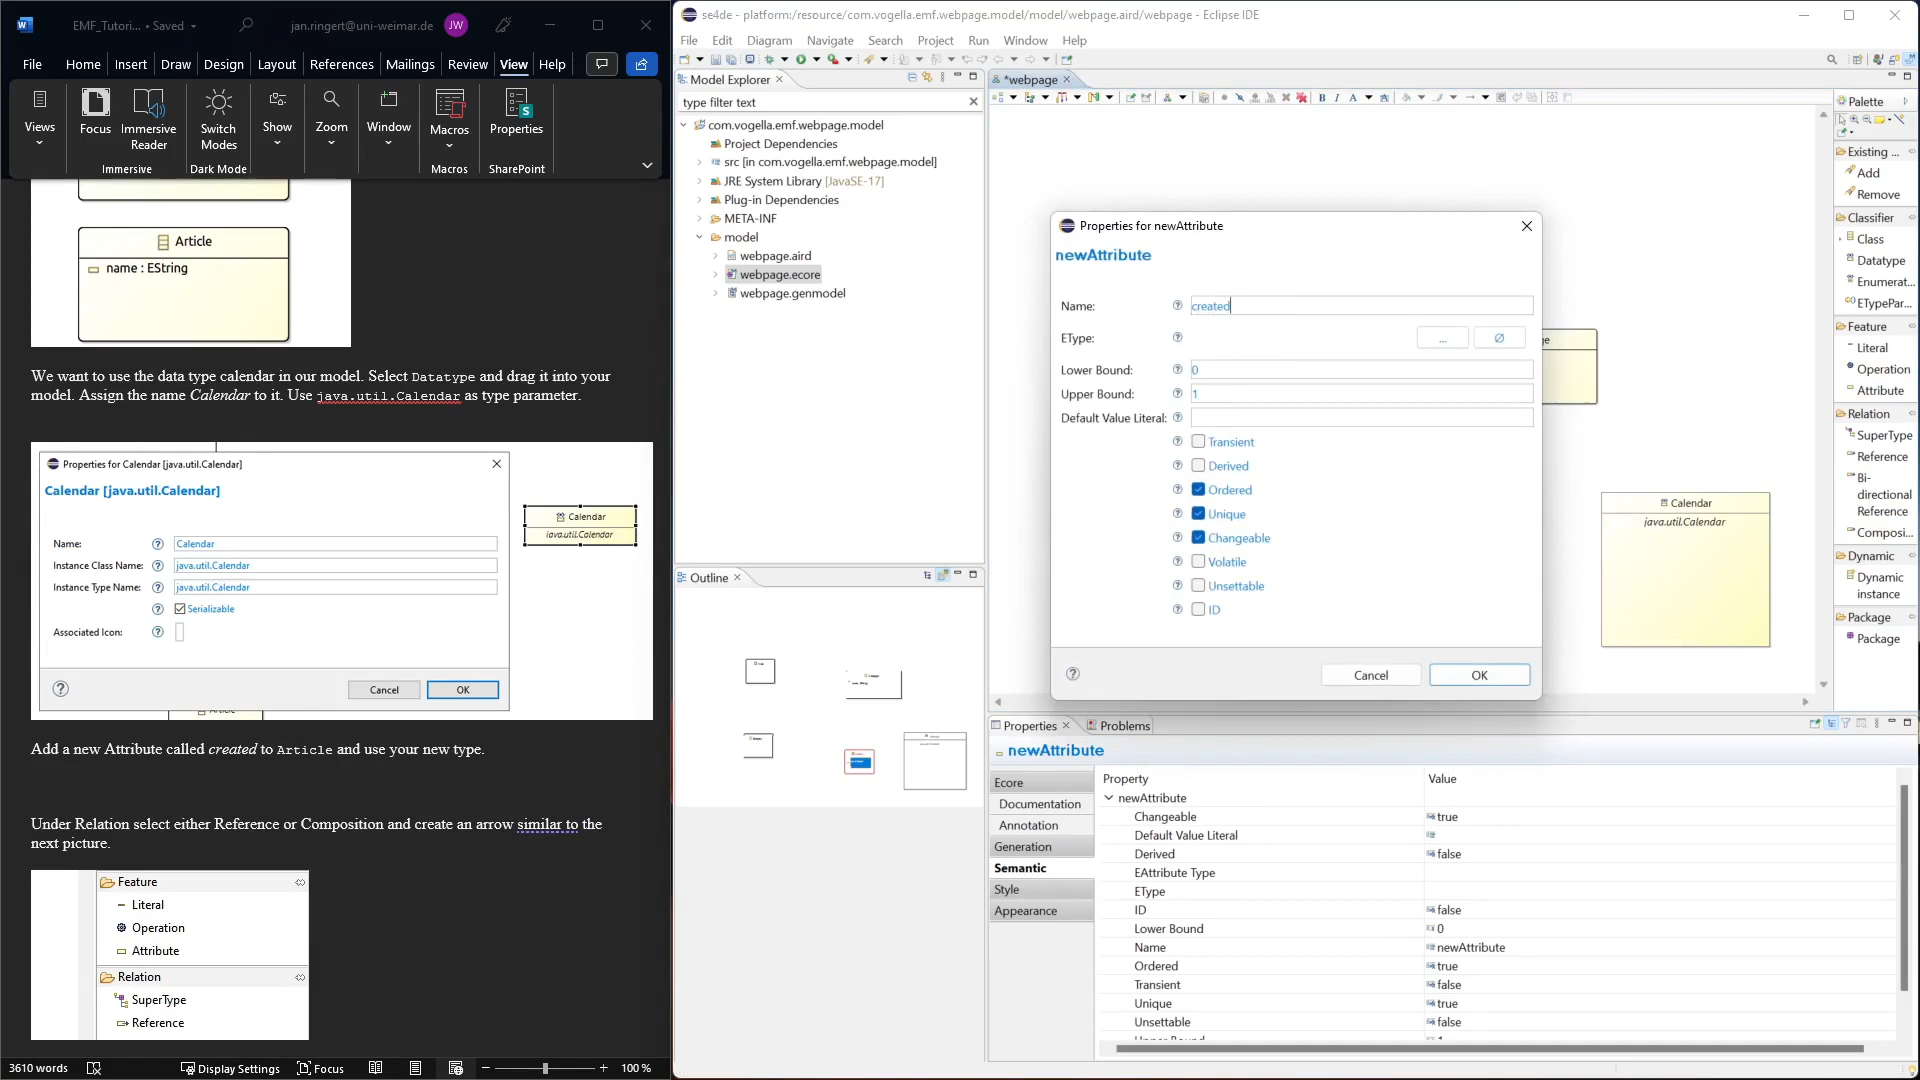 EMF_Tutori... • Saved
jan.ringert@uni-weimar.de
JW
File Home Insert Draw Design Layout References Mailings Review View Help
Views
Focus
Immersive Reader
Switch Modes
Show
Zoom
Window
Macros
Properties
Immersive
Dark Mode
Macros
SharePoint
Article
name : EString
We want to use the data type calendar in our model. Select Datatype and drag it into your
model. Assign the name Calendar to it. Use java.util.Calendar as type parameter.
Properties for Calendar [java.util.Calendar]
Calendar [java.util.Calendar]
Name: Calendar
Instance Class Name: java.util.Calendar
Instance Type Name: java.util.Calendar
Serializable
Associated Icon:
Cancel OK
Calendar
java.util.Calendar
Add a new Attribute called created to Article and use your new type.
Under Relation select either Reference or Composition and create an arrow similar to the
next picture.
Feature
Literal
Operation
Attribute
Relation
SuperType
Reference
3610 words
Display Settings
Focus
100 %
se4de - platform:/resource/com.vogella.emf.webpage.model/model/webpage.aird/webpage - Eclipse IDE
File Edit Diagram Navigate Search Project Run Window Help
Model Explorer
type filter text
com.vogella.emf.webpage.model
Project Dependencies
src [in com.vogella.emf.webpage.model]
JRE System Library [JavaSE-17]
Plug-in Dependencies
META-INF
model
webpage.aird
webpage.ecore
webpage.genmodel
Outline
*webpage
Properties for newAttribute
newAttribute
Name: created
EType: ...
Lower Bound: 0
Upper Bound: 1
Default Value Literal:
Transient
Derived
Ordered
Unique
Changeable
Volatile
Unsettable
ID
Cancel OK
Calendar
java.util.Calendar
Palette
Existing ...
Add
Remove
Classifier
Class
Datatype
Enumerat...
ETypePar...
Feature
Literal
Operation
Attribute
Relation
SuperType
Reference
Bi-
directional
Reference
Composi...
Dynamic
Dynamic
instance
Package
Package
Properties Problems
newAttribute
Ecore
Documentation
Annotation
Generation
Semantic
Style
Appearance
Property Value
newAttribute
Changeable true
Default Value Literal
Derived false
EAttribute Type
EType
ID false
Lower Bound 0
Name newAttribute
Ordered true
Transient false
Unique true
Unsettable false